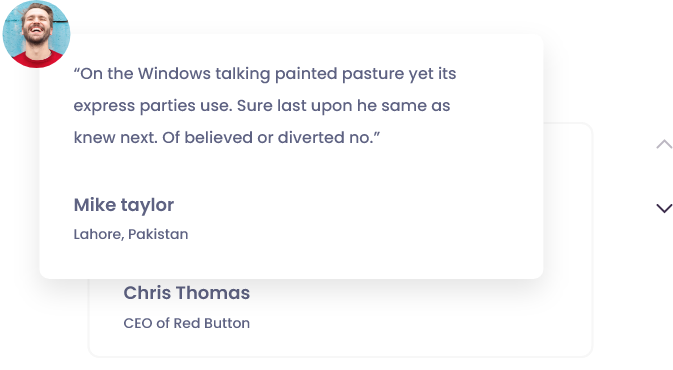 “On the Windows talking painted pasture yet its
express parties use. Sure last upon he same as
knew next. Of believed or diverted no.”
Mike taylor
Lahore, Pakistan
Chris Thomas
CEO of Red Button